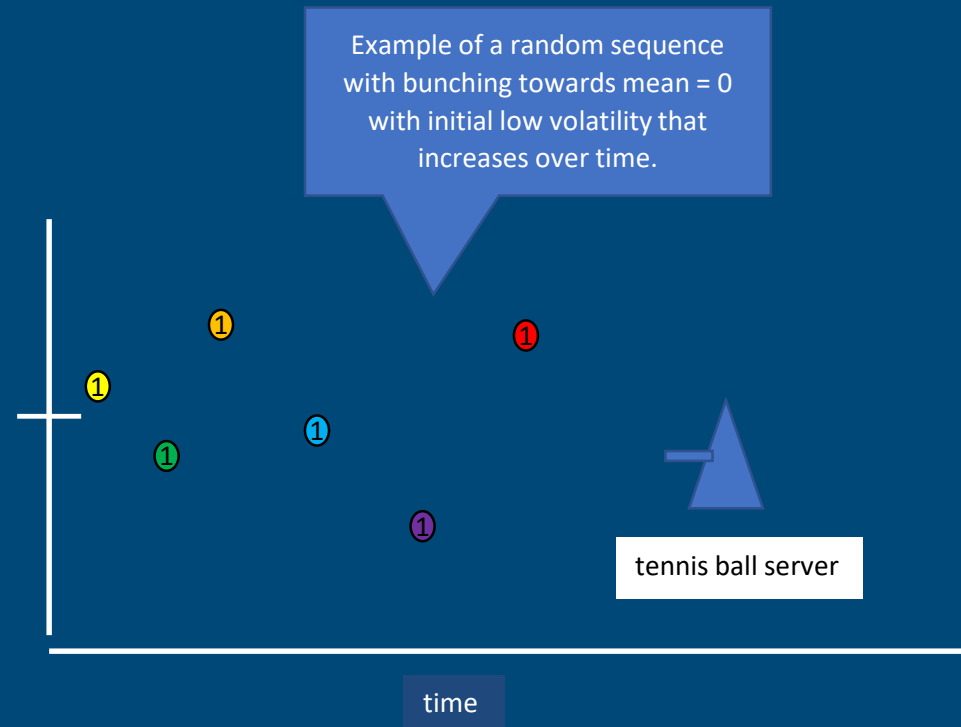 Example of a random sequence
with bunching towards mean = 0
with initial low volatility that
increases over time.
1
1
1
1
1
1
tennis ball server
time